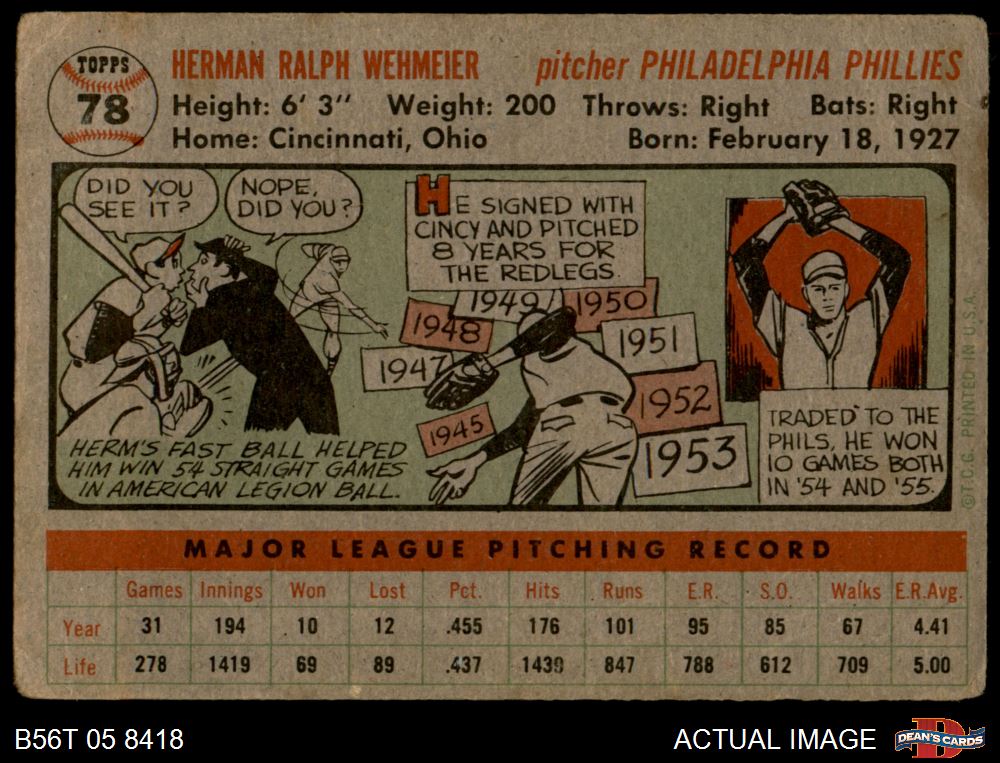 TOPPS
78
HERMAN RALPH WEHMEIER pitcher PHILADELPHIA PHILLIES
Height: 6' 3" Weight: 200 Throws: Right Bats: Right
Home: Cincinnati, Ohio Born: February 18, 1927
DID YOU
SEE IT?
NOPE,
DID YOU?
HERM'S FAST BALL HELPED
HIM WIN 54 STRAIGHT GAMES
IN AMERICAN LEGION BALL.
HE SIGNED WITH
CINCY AND PITCHED
8 YEARS FOR
THE REDLEGS.
1945
1947
1948
1949
1950
1951
1952
1953
TRADED TO THE
PHILS, HE WON
10 GAMES BOTH
IN '54 AND '55.
© T.C.G. PRINTED IN U.S.A.
MAJOR LEAGUE PITCHING RECORD
Games Innings Won Lost Pct. Hits Runs E.R. S.O. Walks E.R.Avg.
Year 31 194 10 12 .455 176 101 95 85 67 4.41
Life 278 1419 69 89 .437 1439 847 788 612 709 5.00
B56T 05 8418 ACTUAL IMAGE DEAN'S CARDS